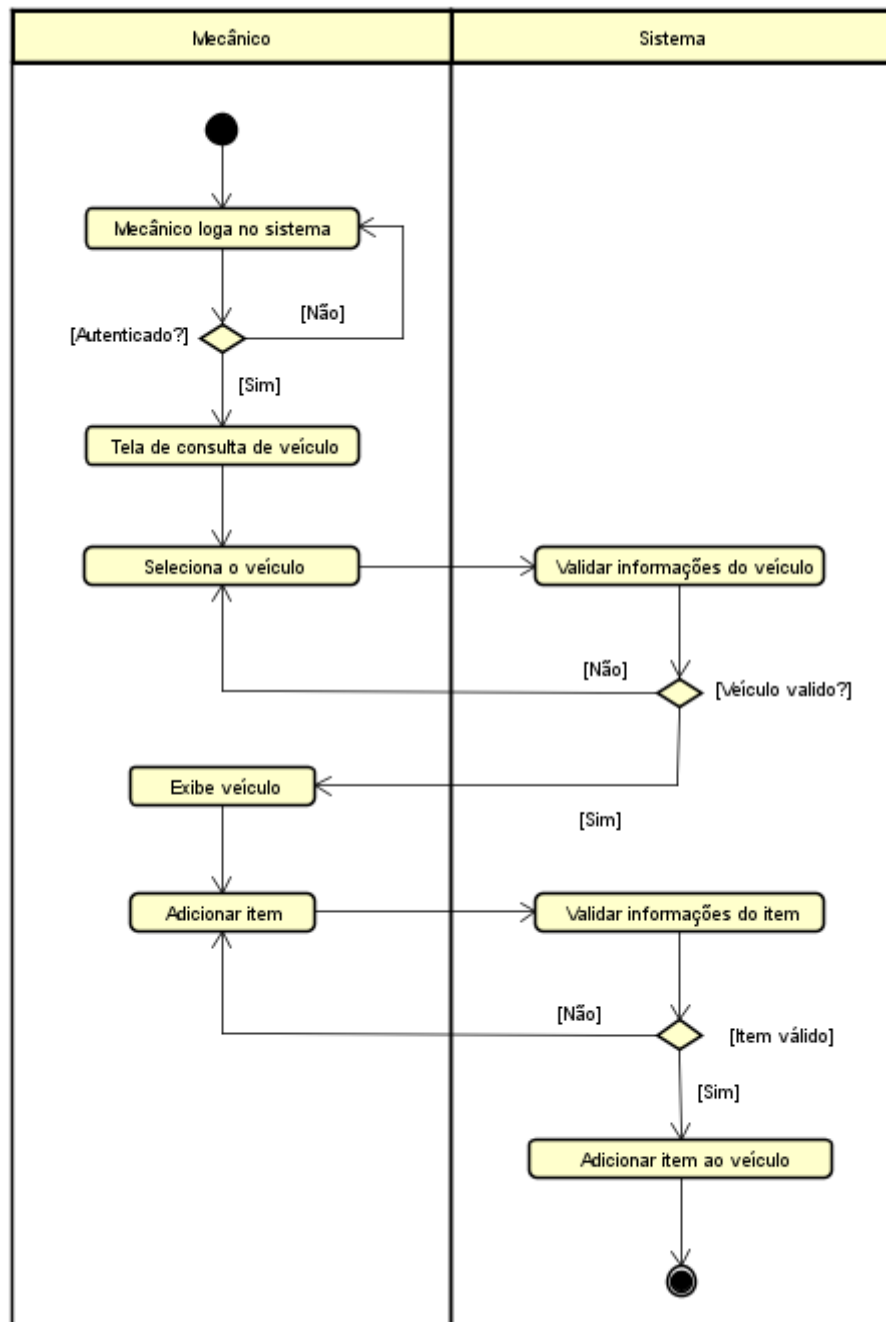 Mecânico
Sistema
Mecânico loga no sistema
[Não]
[Autenticado?]
[Sim]
Tela de consulta de veículo
Seleciona o veículo
Validar informações do veículo
[Não]
[Veículo valido?]
Exibe veículo
[Sim]
Adicionar item
Validar informações do item
[Não]
[Item válido]
[Sim]
Adicionar item ao veículo